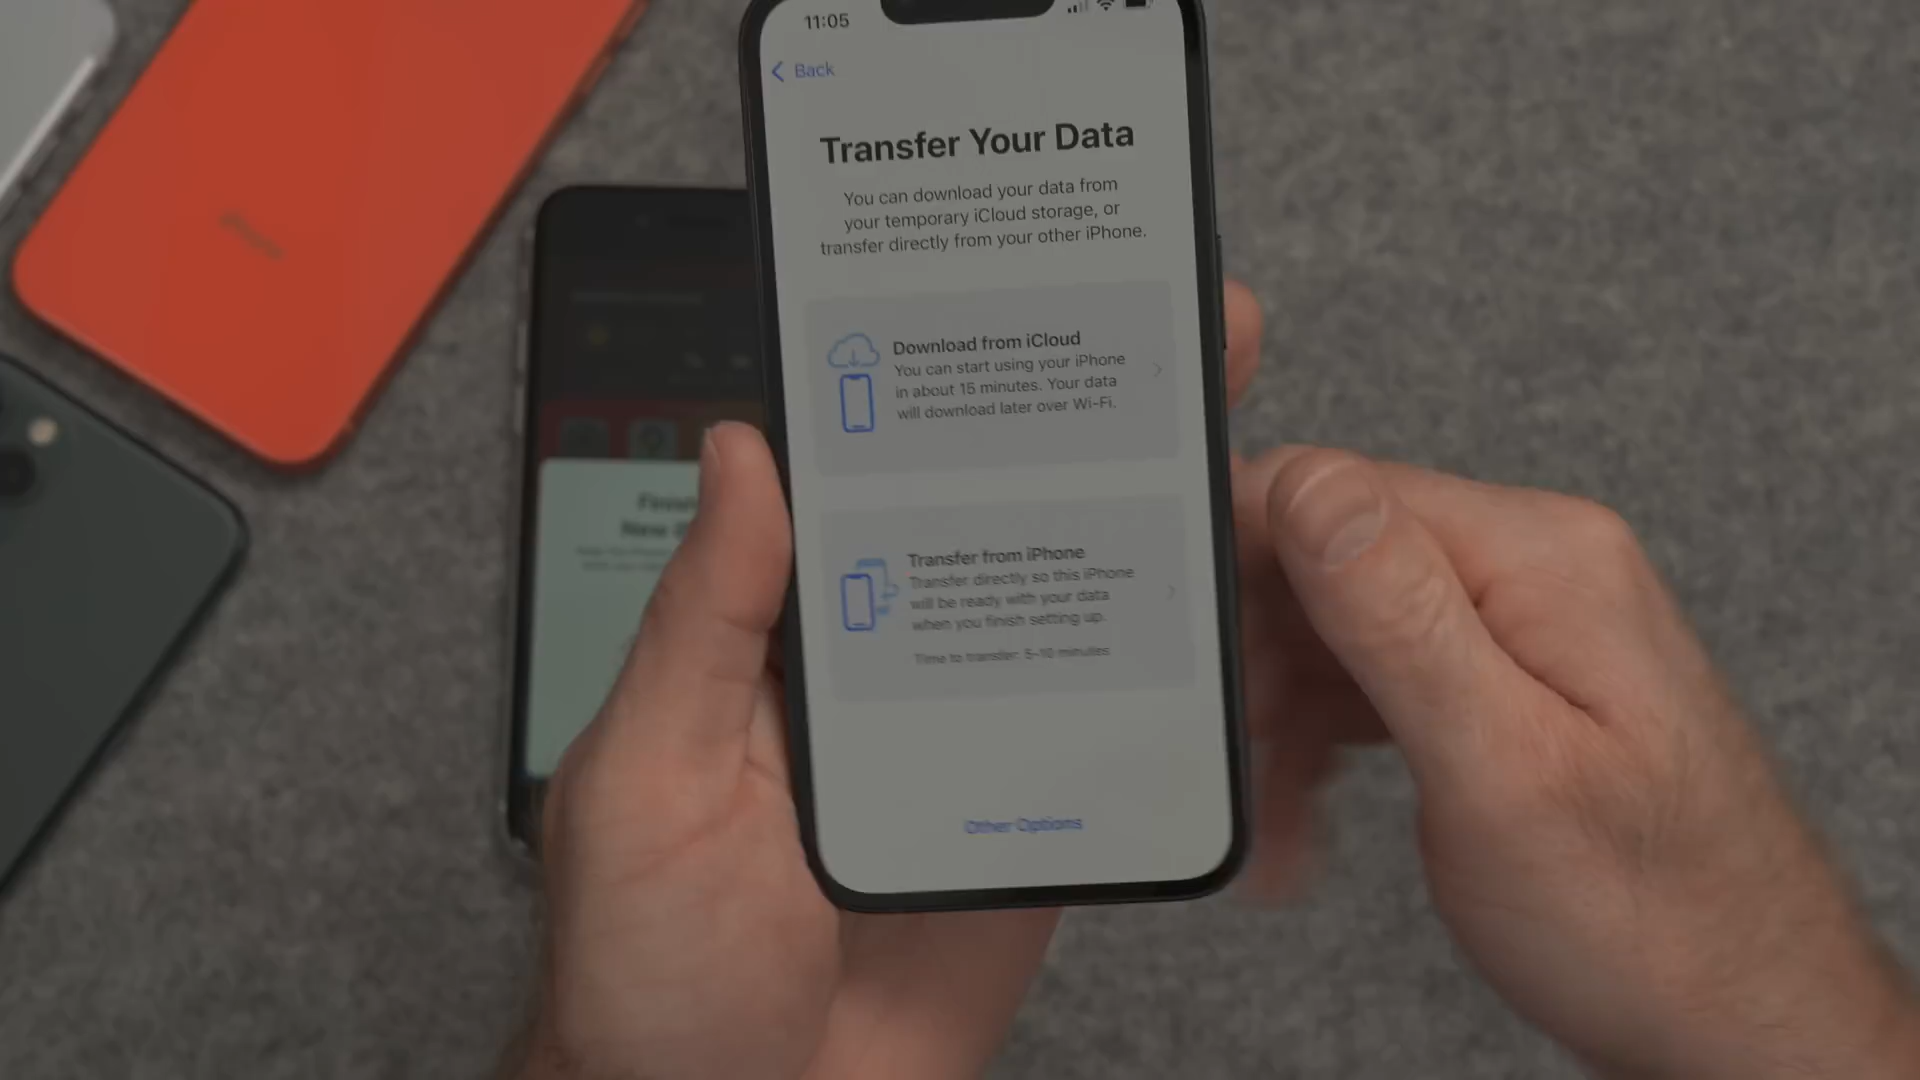 11:05
Back
Transfer Your Data
You can download your data from
your temporary iCloud storage, or
transfer directly from your other iPhone.
Download from iCloud
You can start using your iPhone
in about 15 minutes. Your data
will download later over Wi-Fi.
Transfer from iPhone
Transfer directly so this iPhone
will be ready with your data
when you finish setting up.
Time to transfer: 5-10 minutes
Other Options
New